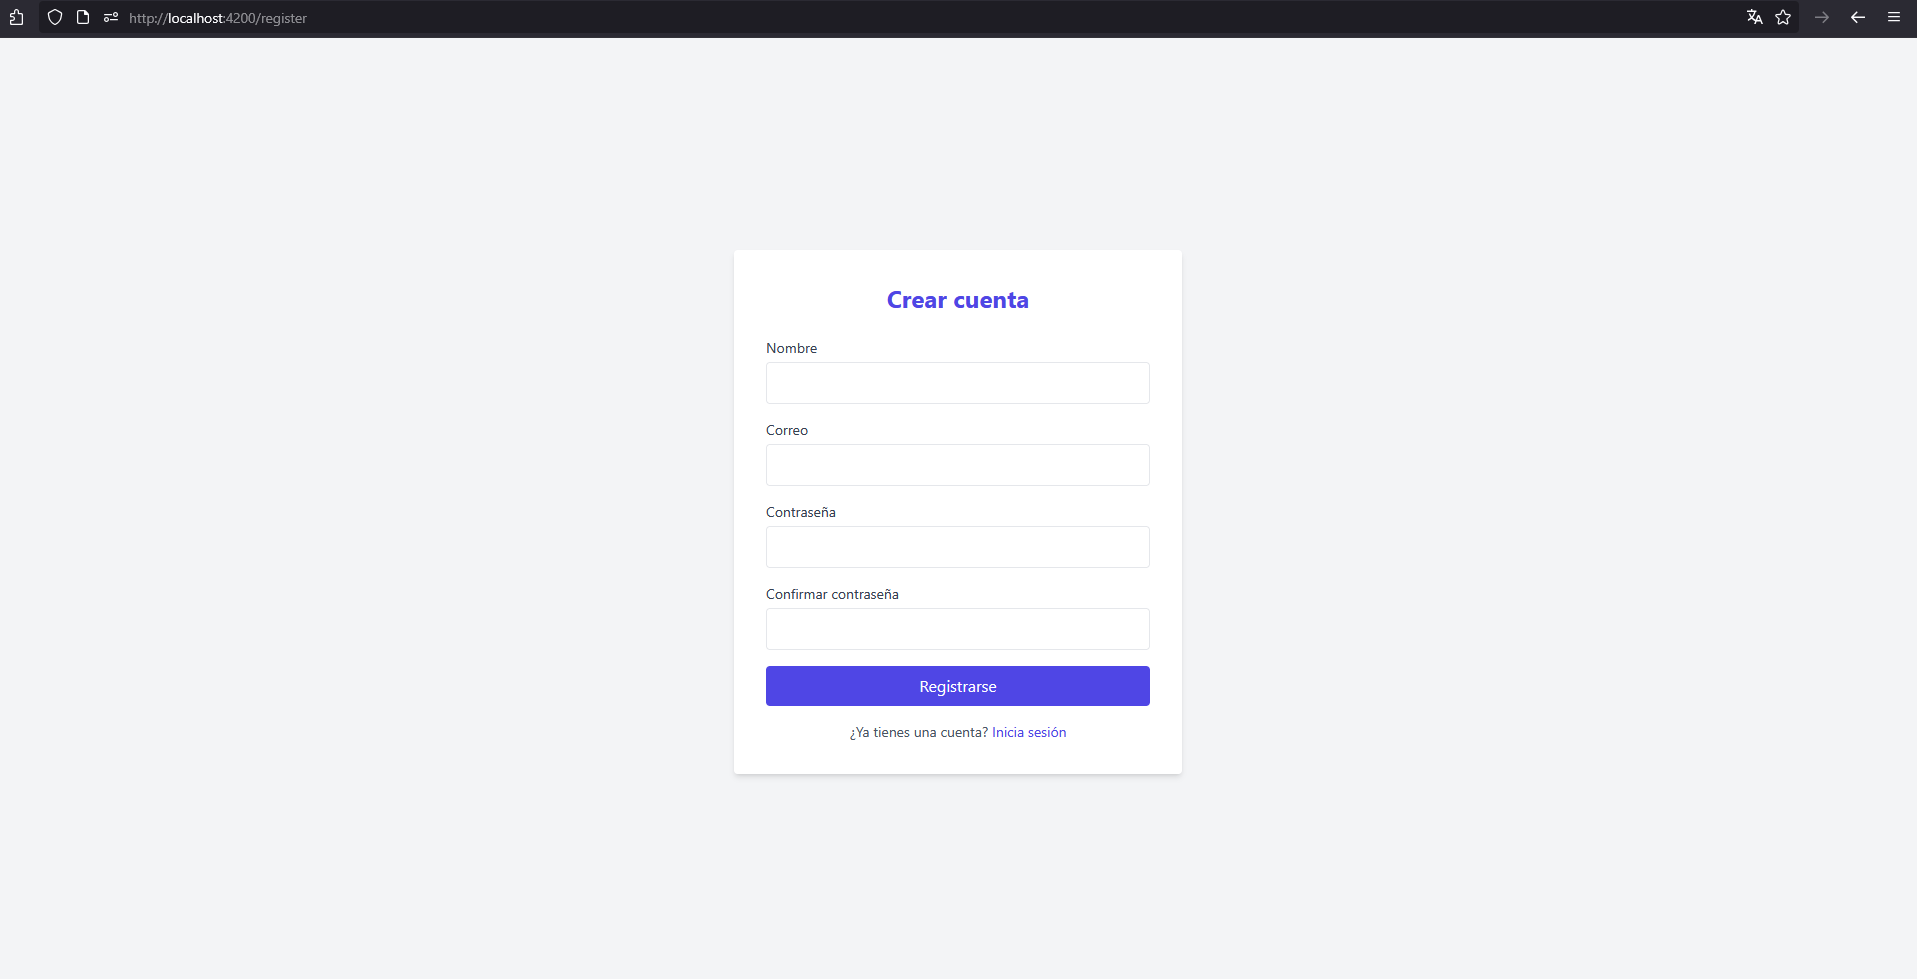 http://localhost:4200/register
Crear cuenta
Nombre
Correo
Contraseña
Confirmar contraseña
Registrarse
¿Ya tienes una cuenta? Inicia sesión